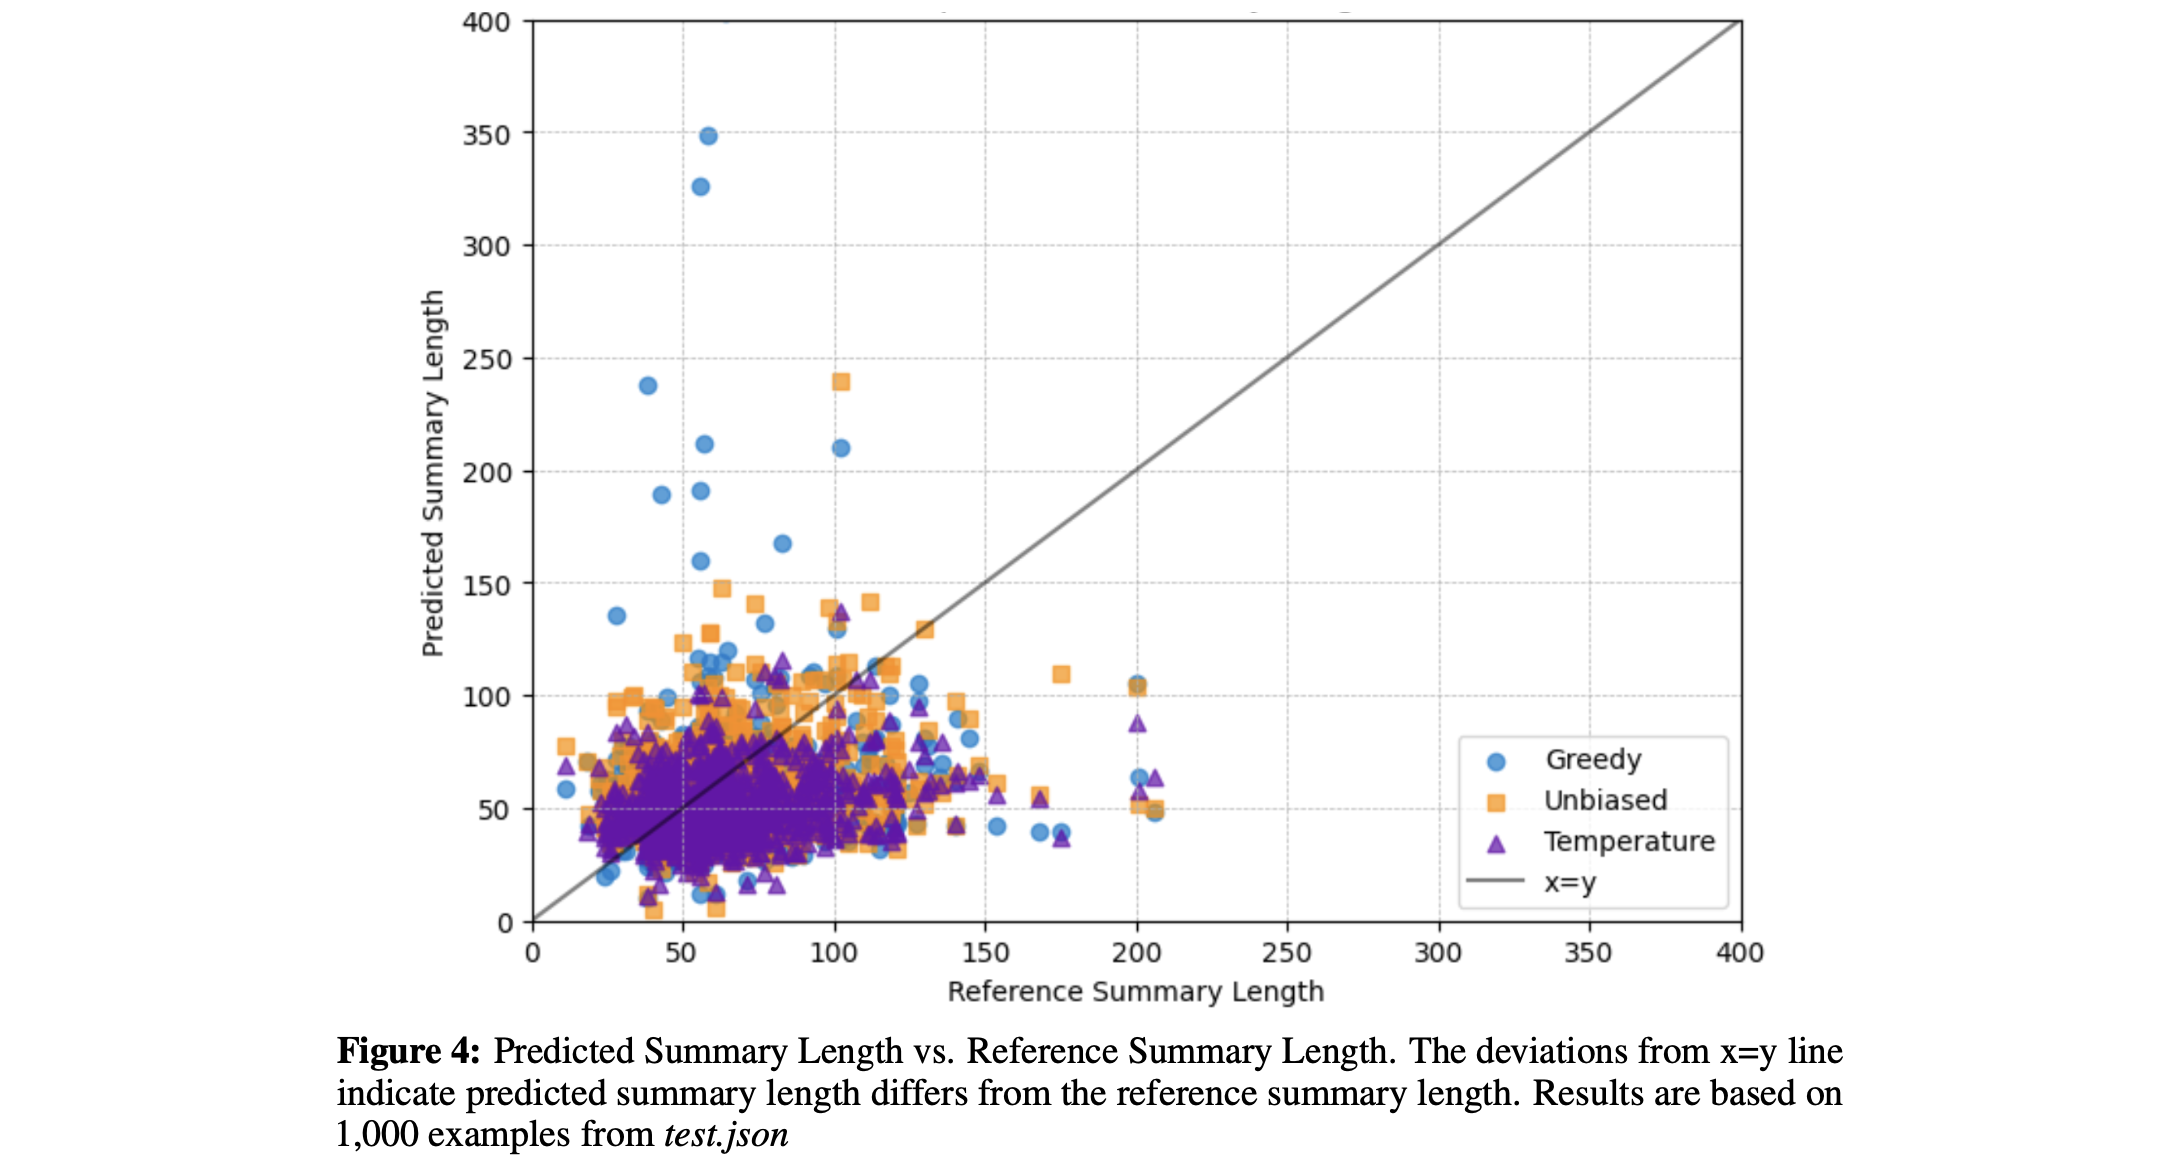 400
350
300
250
200
150
100
50
0
Predicted Summary Length
0 50 100 150 200 250 300 350 400
Reference Summary Length
Greedy
Unbiased
Temperature
x=y
Figure 4: Predicted Summary Length vs. Reference Summary Length. The deviations from x=y line
indicate predicted summary length differs from the reference summary length. Results are based on
1,000 examples from test.json